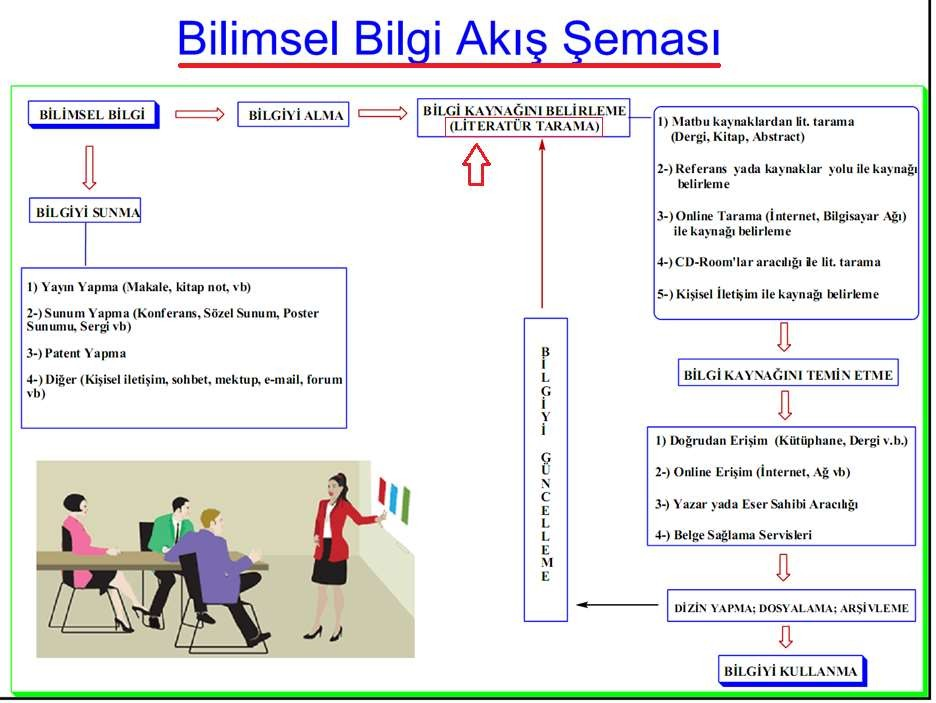 Bilimsel Bilgi Akış Şeması
BİLİMSEL BİLGİ
BİLGİYİ ALMA
BİLGİ KAYNAĞINI BELİRLEME
(LİTERATÜR TARAMA)
1) Matbu kaynaklardan lit. tarama
(Dergi, Kitap, Abstract)
2-) Referans yada kaynaklar yolu ile kaynağı
belirleme
3-) Online Tarama (İnternet, Bilgisayar Ağı)
ile kaynağı belirleme
4-) CD-Room'lar aracılığı ile lit. tarama
5-) Kişisel İletişim ile kaynağı belirleme
BİLGİYİ SUNMA
1) Yayın Yapma (Makale, kitap not, vb)
2-) Sunum Yapma (Konferans, Sözel Sunum, Poster
Sunumu, Sergi vb)
3-) Patent Yapma
4-) Diğer (Kişisel iletişim, sohbet, mektup, e-mail, forum
vb)
BİLGİYİ GÜNCELLEME
BİLGİ KAYNAĞINI TEMİN ETME
1) Doğrudan Erişim (Kütüphane, Dergi v.b.)
2-) Online Erişim (İnternet, Ağ vb)
3-) Yazar yada Eser Sahibi Aracılığı
4-) Belge Sağlama Servisleri
DİZİN YAPMA; DOSYALAMA; ARŞİVLEME
BİLGİYİ KULLANMA